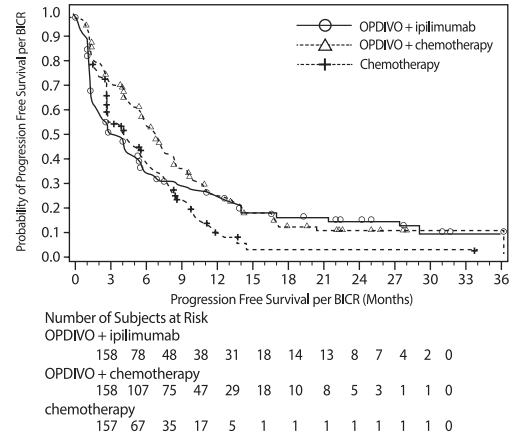 1.0
0.9
0.8
0.7
0.6
0.5
0.4
0.3
0.2
0.1
0.0
Probability of Progression Free Survival per BICR
OPDIVO + ipilimumab
OPDIVO + chemotherapy
Chemotherapy
0 3 6 9 12 15 18 21 24 27 29 33 36
Progression Free Survival per BICR (Months)
Number of Subjects at Risk
OPDIVO + ipilimumab
158 78 48 38 31 18 14 13 8 7 4 2 0
OPDIVO + chemotherapy
158 107 75 47 29 18 10 8 5 3 1 1 0
chemotherapy
157 67 35 17 5 1 1 1 1 1 1 1 0